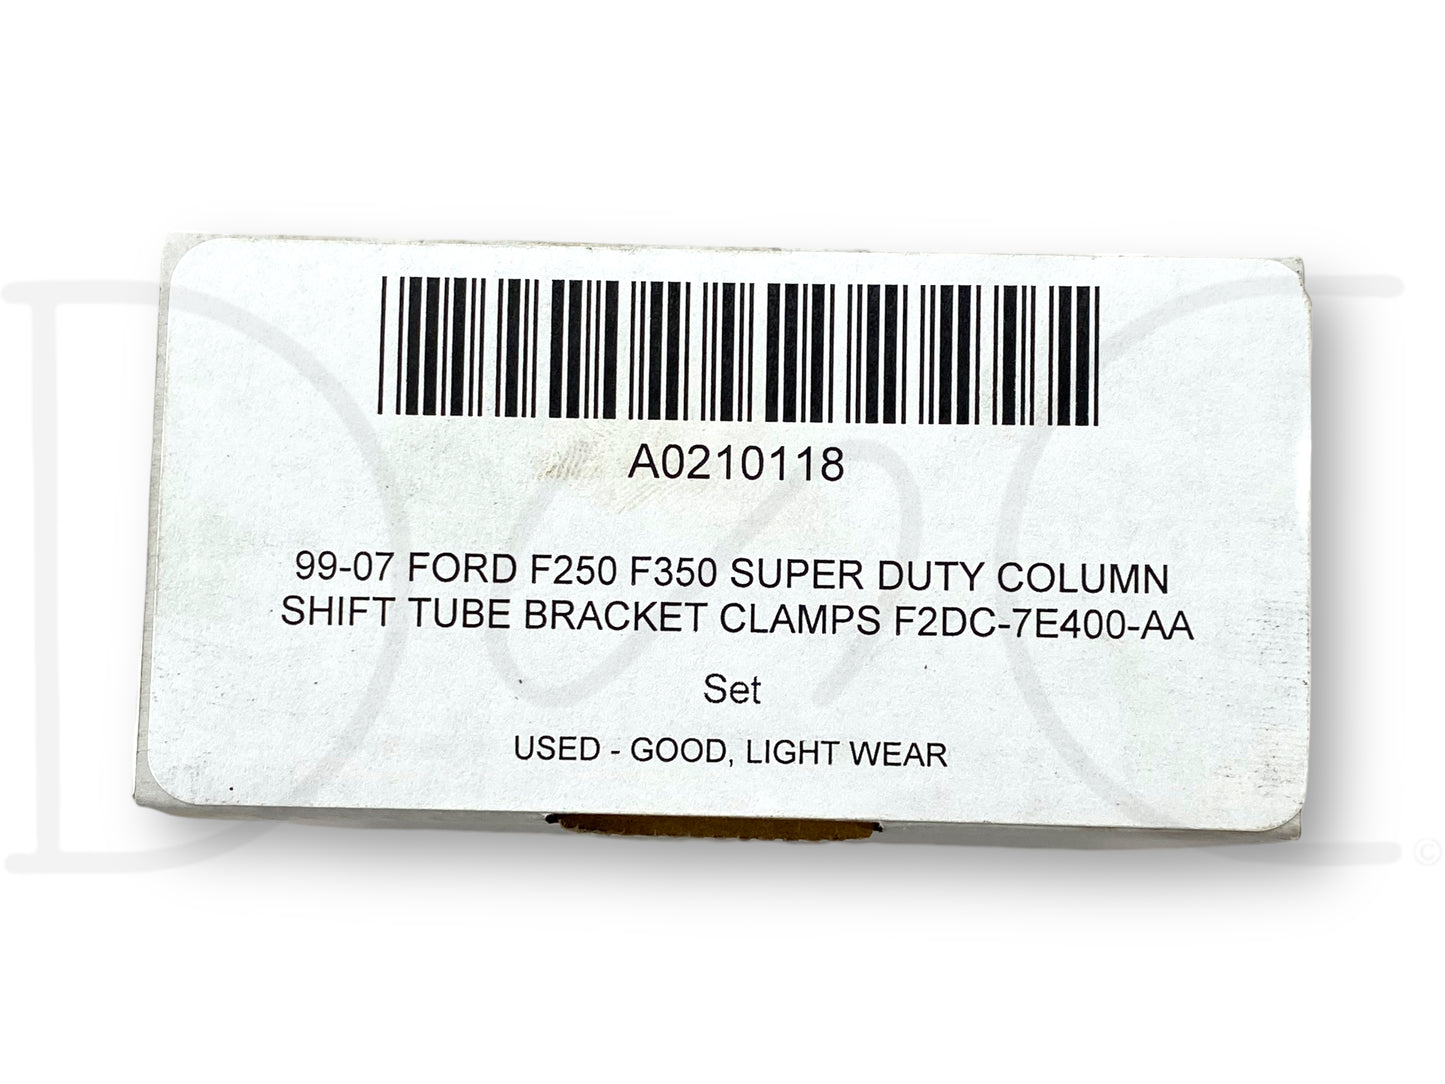 A0210118
99-07 FORD F250 F350 SUPER DUTY COLUMN
SHIFT TUBE BRACKET CLAMPS F2DC-7E400-AA
Set
USED - GOOD, LIGHT WEAR
©